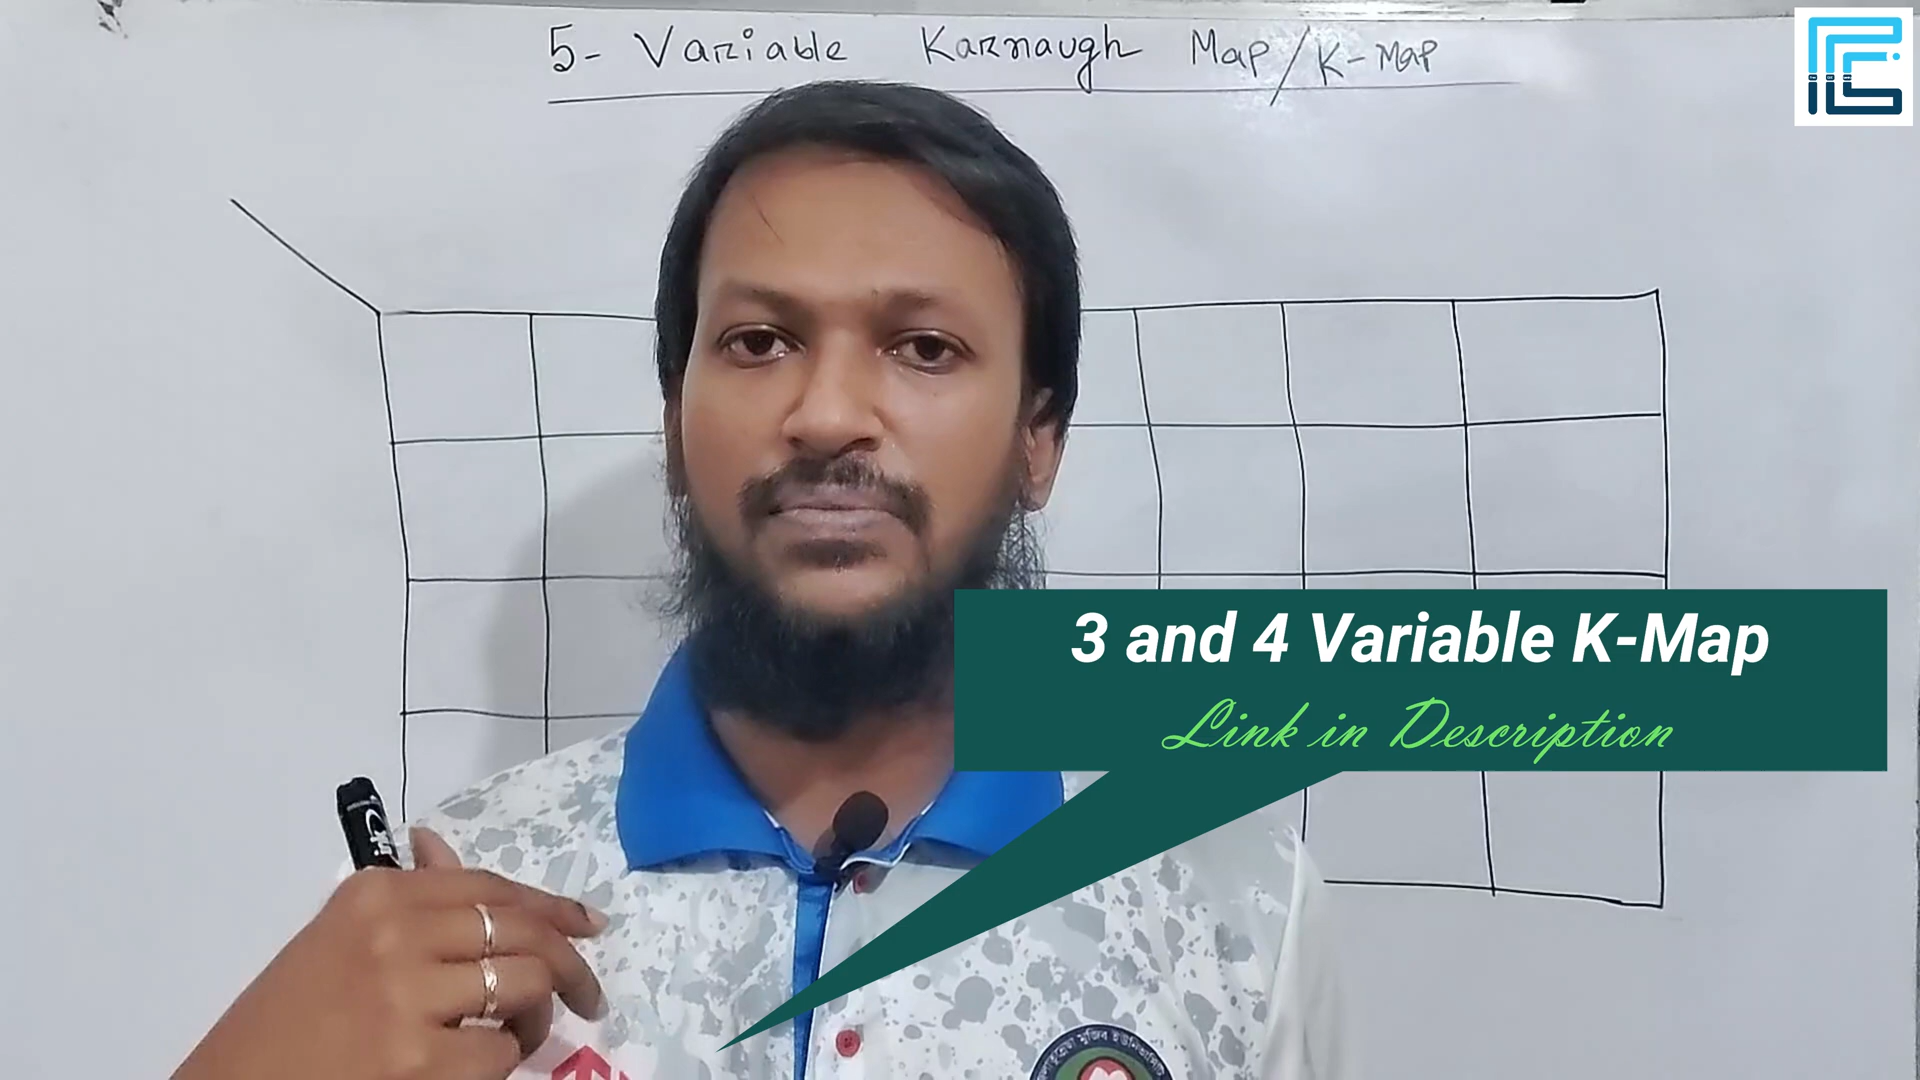 5- Variable Karnaugh Map/K-Map
3 and 4 Variable K-Map
Link in Description